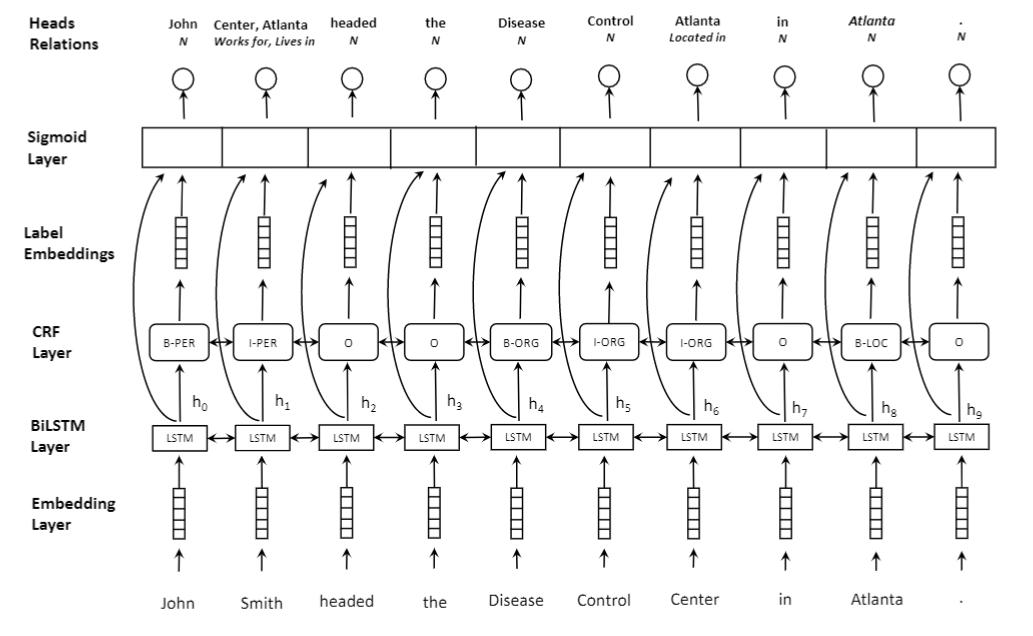 Heads John Center, Atlanta headed the Disease Control Atlanta in Atlanta .
Relations N Works for, Lives in N N N N Located in N N N
Sigmoid
Layer
Label
Embeddings
CRF
Layer
B-PER I-PER O O B-ORG I-ORG I-ORG O B-LOC O
h0 h1 h2 h3 h4 h5 h6 h7 h8 h9
BiLSTM
Layer
LSTM LSTM LSTM LSTM LSTM LSTM LSTM LSTM LSTM LSTM
Embedding
Layer
John Smith headed the Disease Control Center in Atlanta .